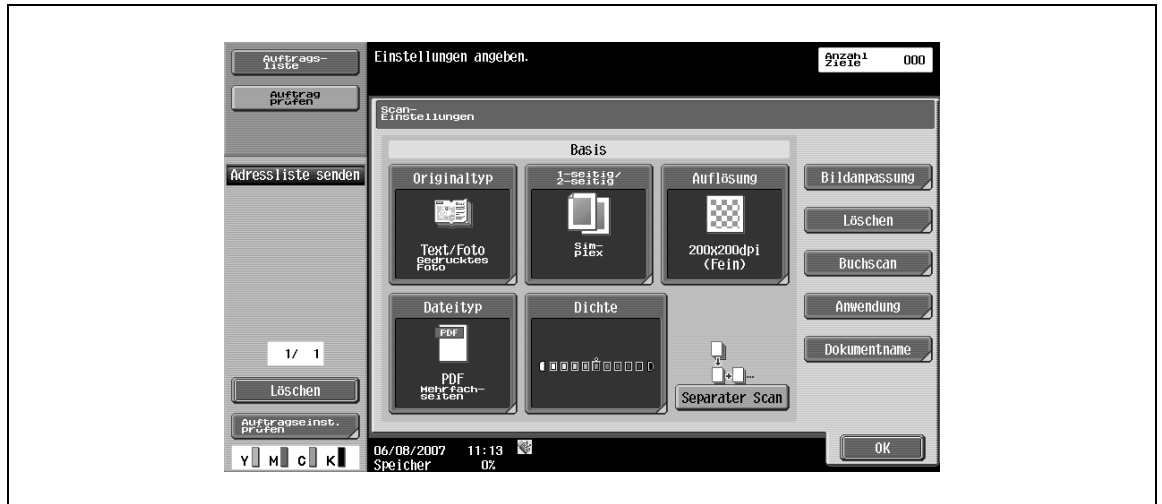 Auftrags-
liste
Auftrag
prüfen
Einstellungen angeben.
Anzahl
Ziele
000
Scan-
Einstellungen
Basis
Adressliste senden
Originaltyp
Text/Foto
Gedrucktes
Foto
1-seitig/
2-seitig
Sim-
plex
Auflösung
200x200dpi
(Fein)
Dateityp
PDF
PDF
Mehrfach-
seiten
Dichte
Separater Scan
Bildanpassung
Löschen
Buchscan
Anwendung
Dokumentname
1/ 1
Löschen
Auftragseinst.
prüfen
Y M C K
06/08/2007 11:13
Speicher 0%
OK